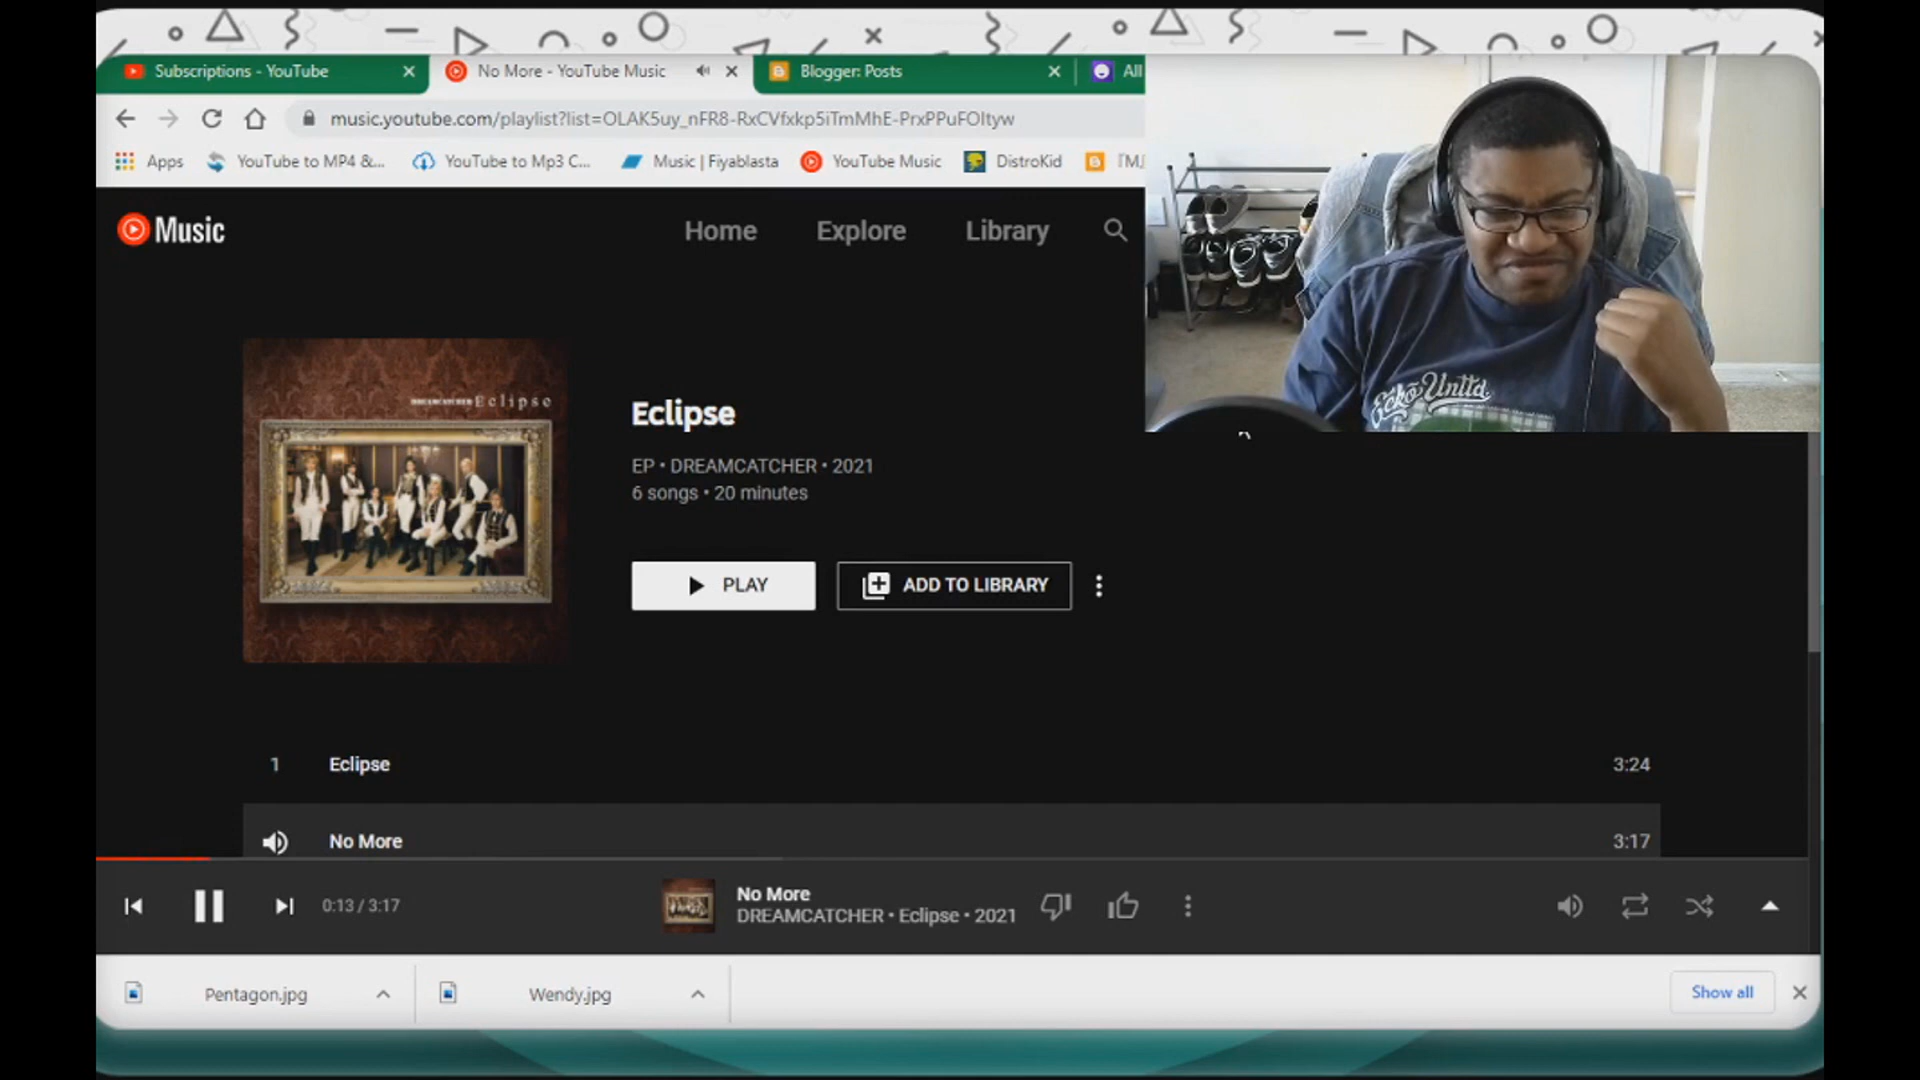 Subscriptions - YouTube
No More - YouTube Music
Blogger: Posts
All
music.youtube.com/playlist?list=OLAK5uy_nFR8-RxCVfxkp5iTmMhE-PrxPPuFOltyw
Apps
YouTube to MP4 &...
YouTube to Mp3 C...
Music | Fiyablasta
YouTube Music
DistroKid
Music
Home
Explore
Library
Eckō Unltd.
DREAMCATCHER Eclipse
Eclipse
EP • DREAMCATCHER • 2021
6 songs • 20 minutes
PLAY
ADD TO LIBRARY
1 Eclipse 3:24
No More 3:17
0:13 / 3:17
No More
DREAMCATCHER • Eclipse • 2021
Pentagon.jpg
Wendy.jpg
Show all